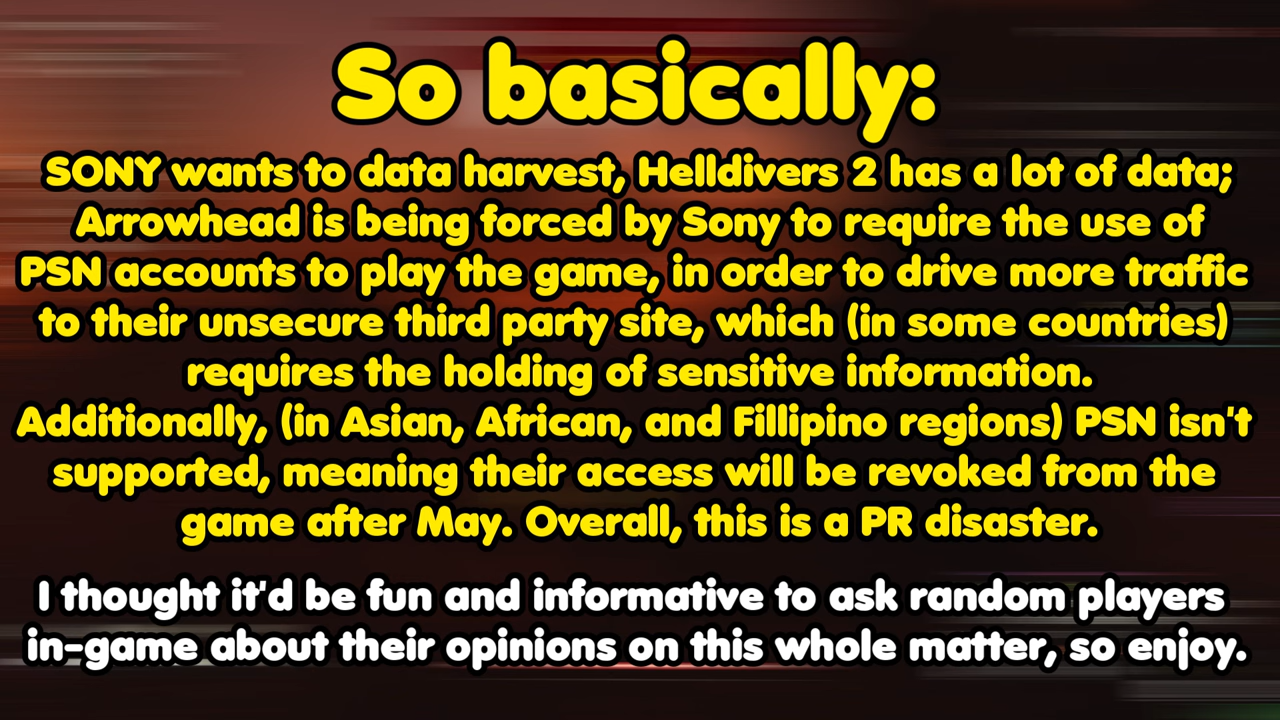 So basically:
SONY wants to data harvest, Helldivers 2 has a lot of data;
Arrowhead is being forced by Sony to require the use of
PSN accounts to play the game, in order to drive more traffic
to their unsecure third party site, which (in some countries)
requires the holding of sensitive information.
Additionally, (in Asian, African, and Fillipino regions) PSN isn't
supported, meaning their access will be revoked from the
game after May. Overall, this is a PR disaster.
I thought it'd be fun and informative to ask random players
in-game about their opinions on this whole matter, so enjoy.